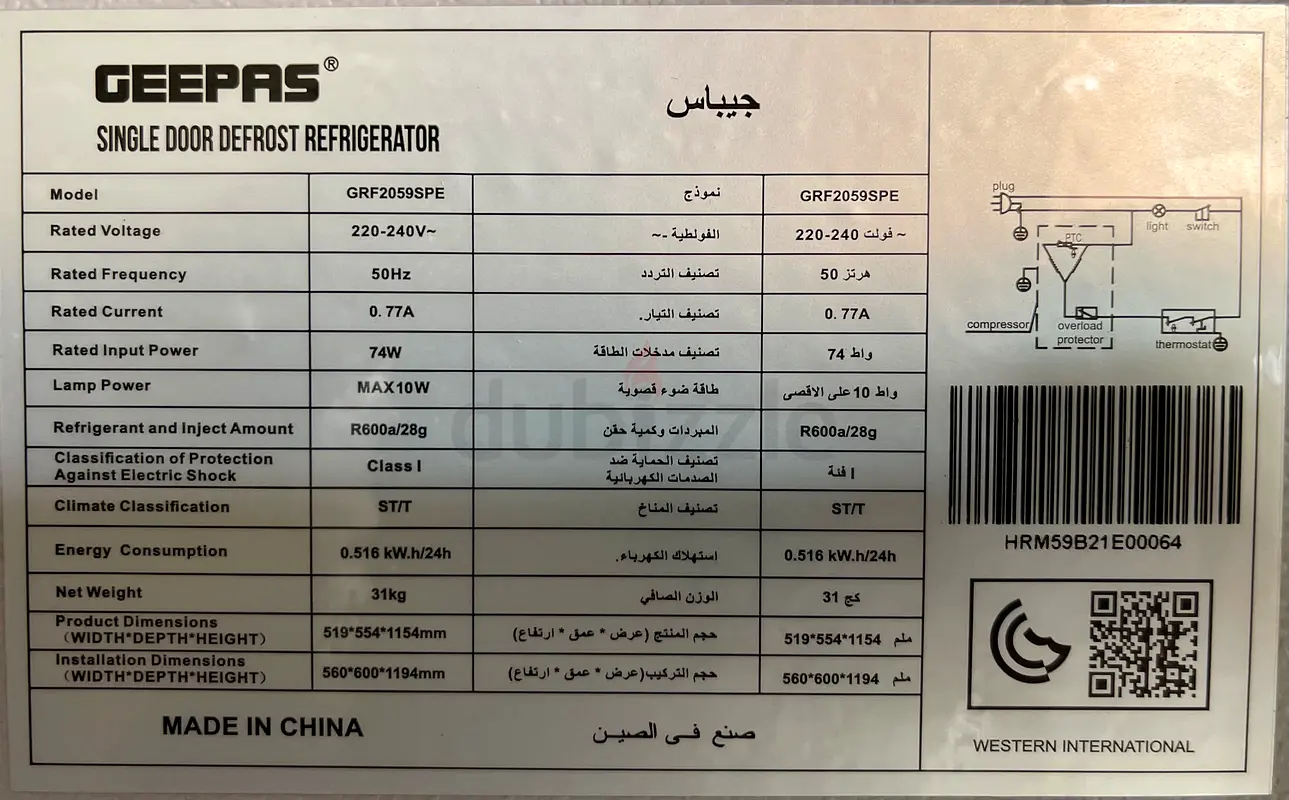 GEEPAS®
جيباس
SINGLE DOOR DEFROST REFRIGERATOR
Model GRF2059SPE نموذج GRF2059SPE
Rated Voltage 220-240V~ الفولطية -~ 220-240 فولت ~
Rated Frequency 50Hz تصنيف التردد 50 هرتز
Rated Current 0.77A تصنيف التيار. 0.77A
Rated Input Power 74W تصنيف مدخلات الطاقة 74 واط
Lamp Power MAX10W طاقة ضوء قصوية واط 10 على الاقصى
Refrigerant and Inject Amount R600a/28g المبردات وكمية حقن R600a/28g
Classification of Protection
Against Electric Shock Class I تصنيف الحماية ضد
الصدمات الكهربائية فئة I
Climate Classification ST/T تصنيف المناخ ST/T
Energy Consumption 0.516 kW.h/24h استهلاك الكهرباء. 0.516 kW.h/24h
Net Weight 31kg الوزن الصافي 31 كج
Product Dimensions
(WIDTH*DEPTH*HEIGHT) 519*554*1154mm حجم المنتج (عرض * عمق * ارتفاع) 519*554*1154 ملم
Installation Dimensions
(WIDTH*DEPTH*HEIGHT) 560*600*1194mm حجم التركيب(عرض * عمق * ارتفاع) 560*600*1194 ملم
MADE IN CHINA صنع فى الصين
plug
light switch
PTC
compressor overload
protector
thermostat
HRM59B21E00064
WESTERN INTERNATIONAL
dubizzle